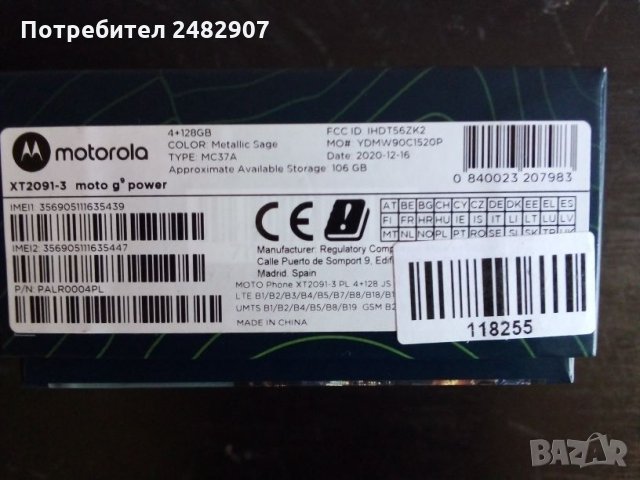 Потребител 2482907
motorola
4+128GB
COLOR: Metallic Sage
TYPE: MC37A
Approximate Available Storage: 106 GB
FCC ID: IHDT56ZK2
MO#: YDMW90C1520P
Date: 2020-12-16
0 840023 207983
XT2091-3 moto g⁸ power
IMEI1: 356905111635439
IMEI2: 356905111635447
P/N: PALR0004PL
CE
AT BE BG CH CY CZ DE DK EE EL ES
FI FR HR HU IE IS IT LI LT LU LV
MT NL NO PL PT RO SE SL SK TR UK
Manufacturer: Regulatory Comp
Calle Puerto de Somport 9, Edif
Madrid. Spain
MOTO Phone XT2091-3 PL 4+128 JS
LTE B1/B2/B3/B4/B5/B7/B8/B18/B1
UMTS B1/B2/B4/B5/B8/B19 GSM B2
MADE IN CHINA
118255
BAZAR